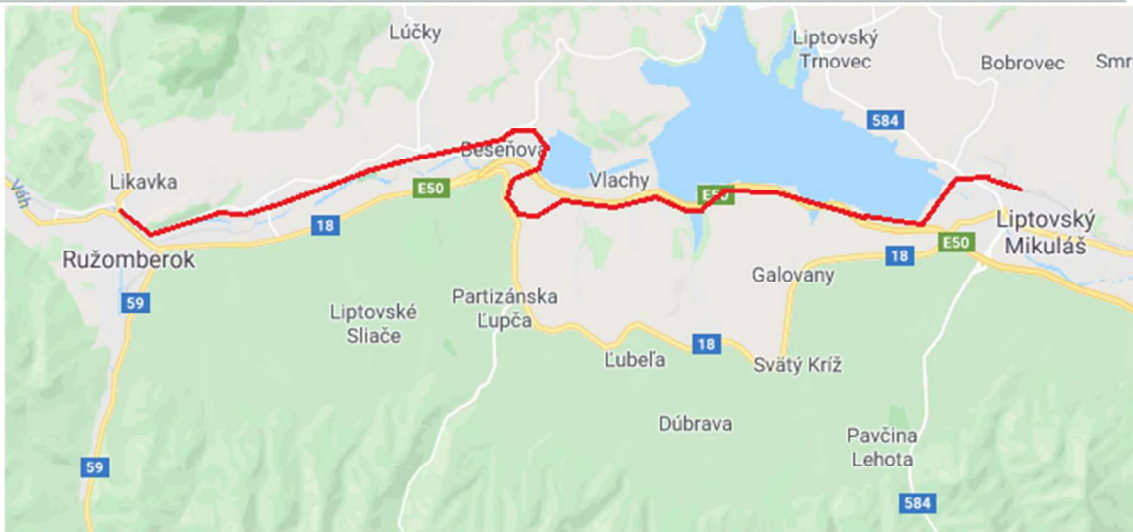 Lúčky
Liptovský
Trnovec
Bobrovec
Smr
584
Bešeňová
Likavka
Váh
E50
Vlachy
E50
18
Liptovský
Mikuláš
E50
18
Ružomberok
Galovany
59
Partizánska
Ľupča
Liptovské
Sliače
18
Ľubeľa
Svätý Kríž
Dúbrava
Pavčina
Lehota
59
584